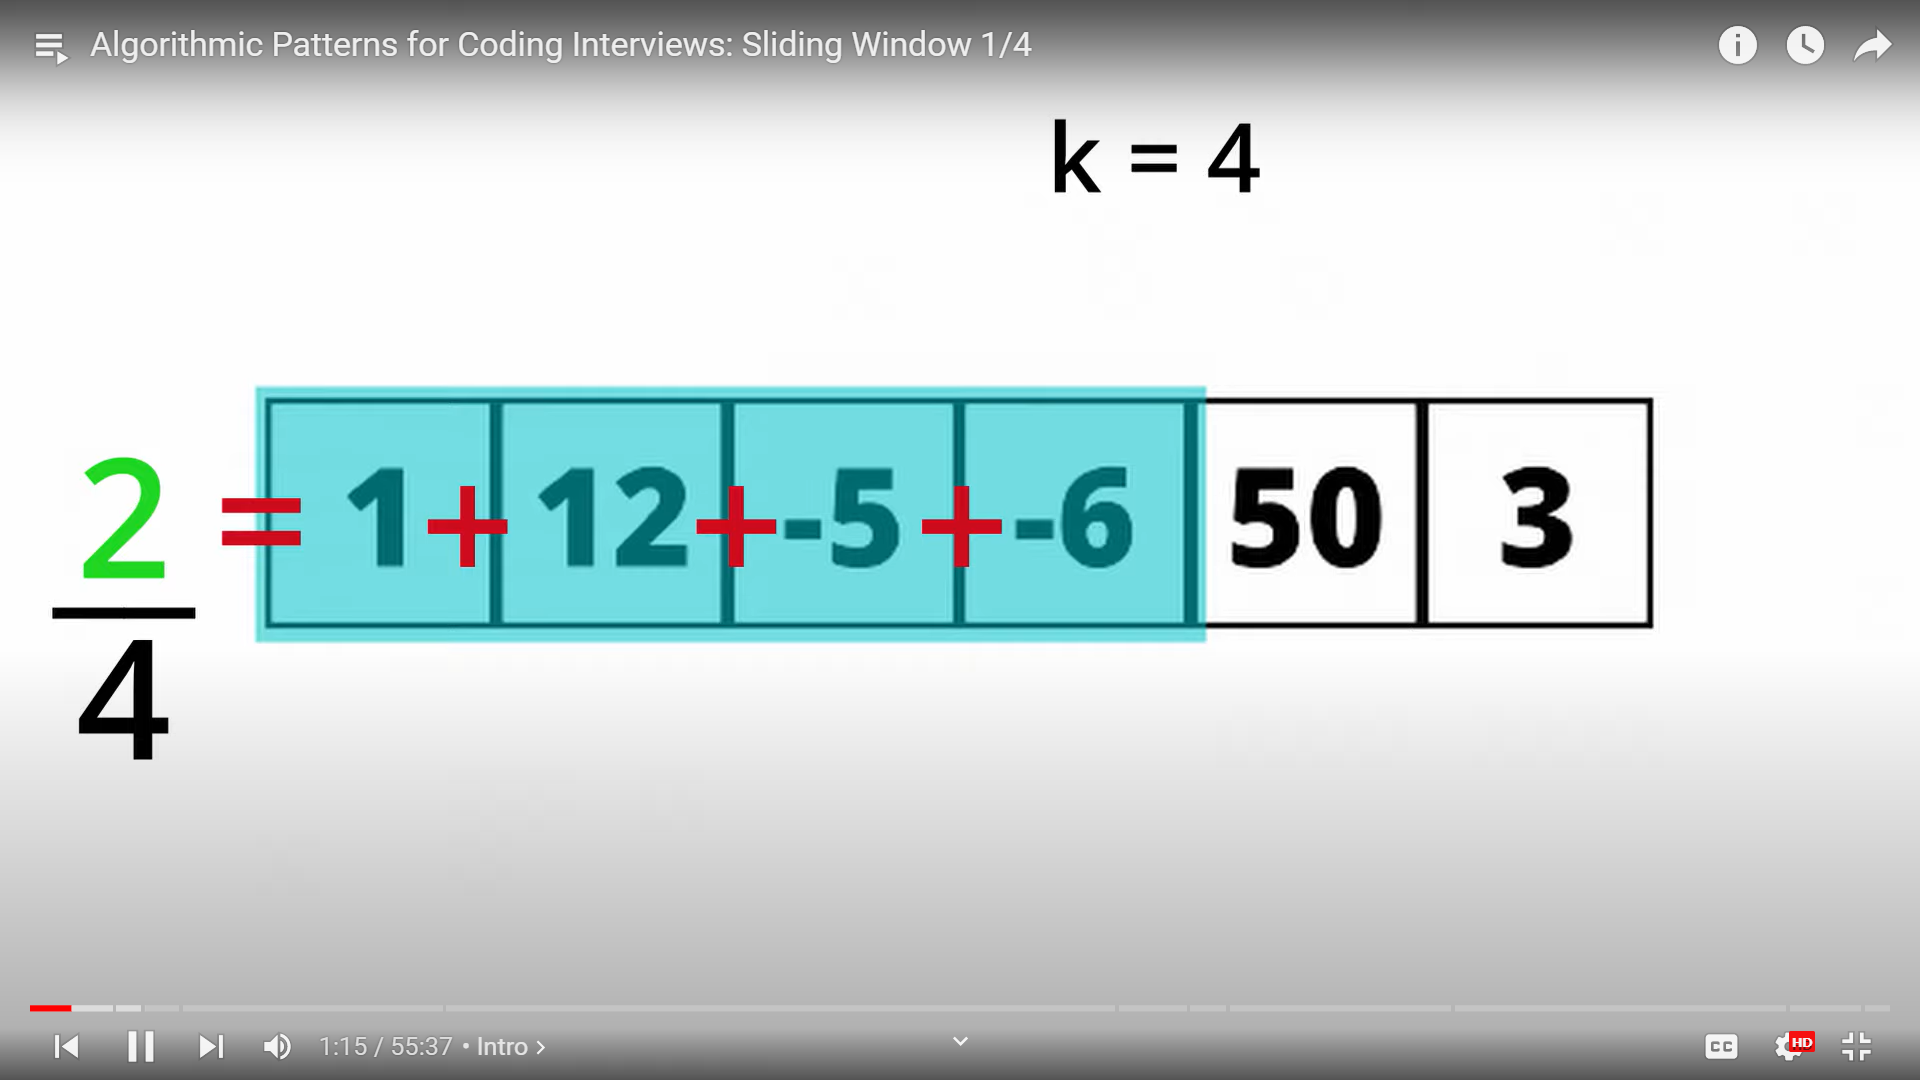 Algorithmic Patterns for Coding Interviews: Sliding Window 1/4
k = 4
2 = 1 + 12 + -5 + -6 50 3
4
1:15 / 55:37 • Intro
CC
HD